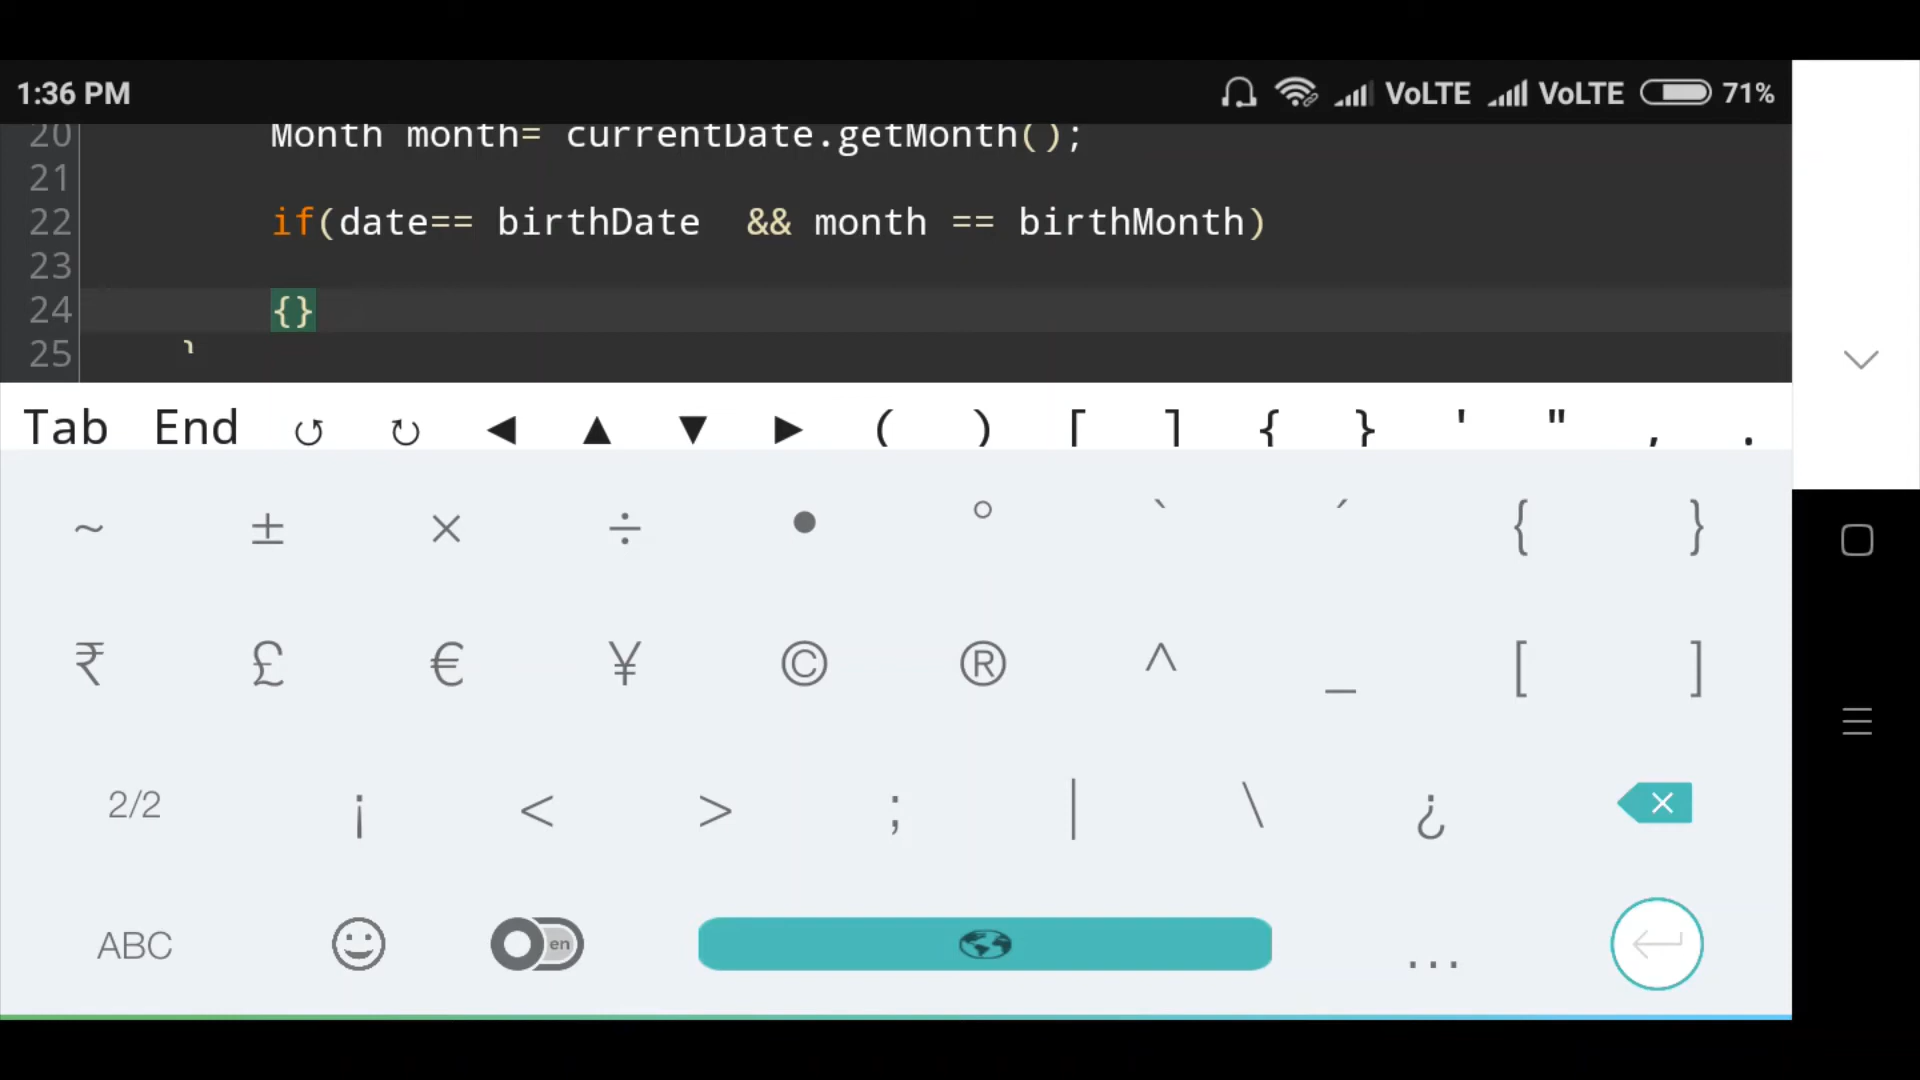 1:36 PM VoLTE VoLTE 71%
20 Month month= currentDate.getMonth();
21
22 if(date== birthDate && month == birthMonth)
23
24 {}
25 }
Tab End ↺ ↻ ◀ ▲ ▼ ▶ ( ) [ ] { } ' " , .
~ ± × ÷ • ° ` ´ { }
₹ £ € ¥ © ® ^ _ [ ]
2/2 ¡ < > ; | \ ¿
ABC en ...